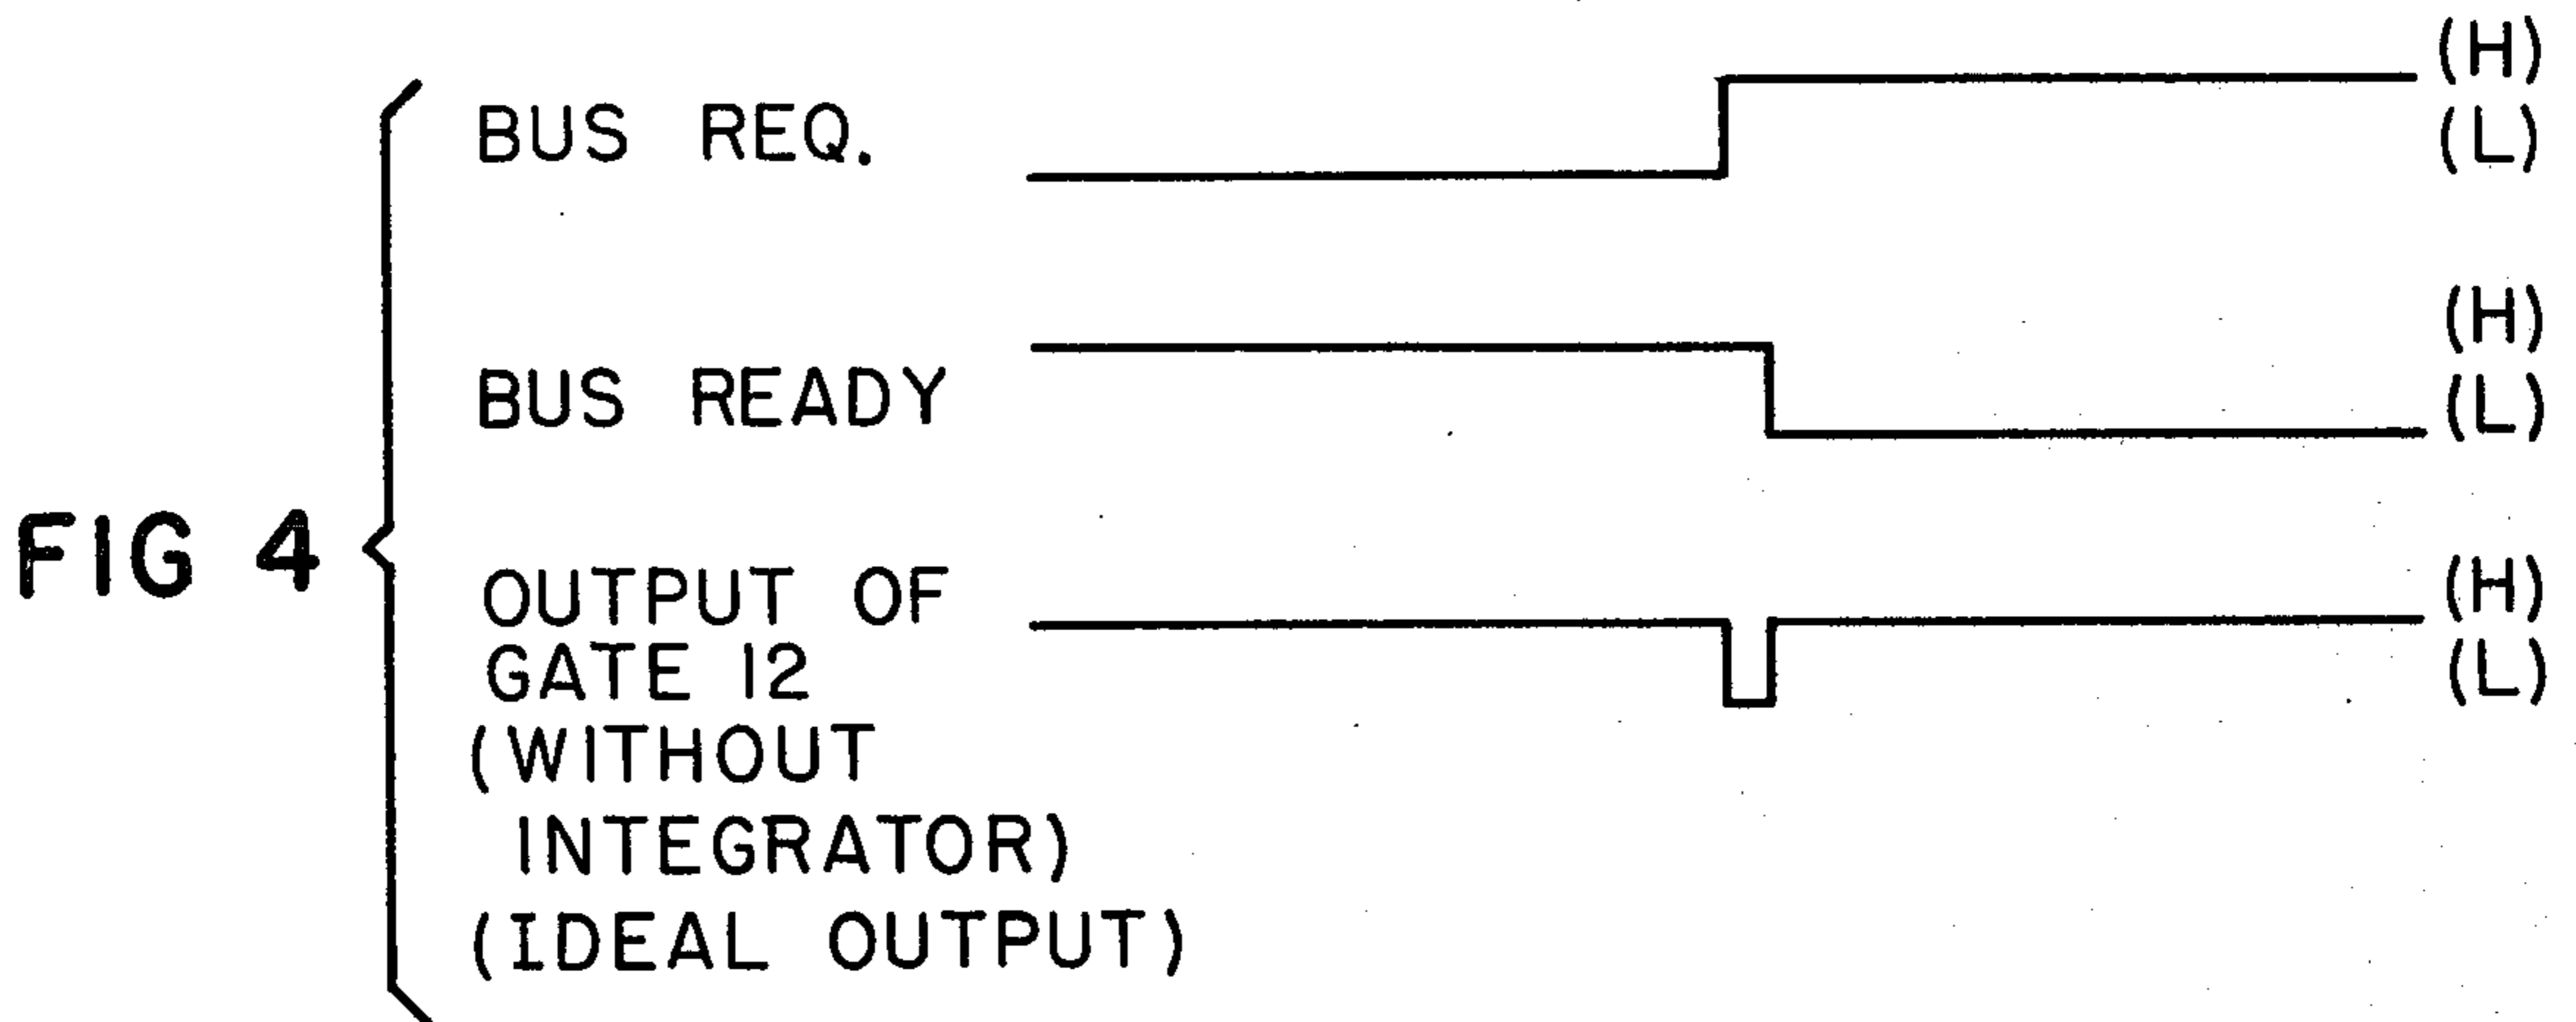 FIG 4
BUS REQ.
(H)
(L)
BUS READY
(H)
(L)
OUTPUT OF
GATE 12
(WITHOUT
INTEGRATOR)
(IDEAL OUTPUT)
(H)
(L)